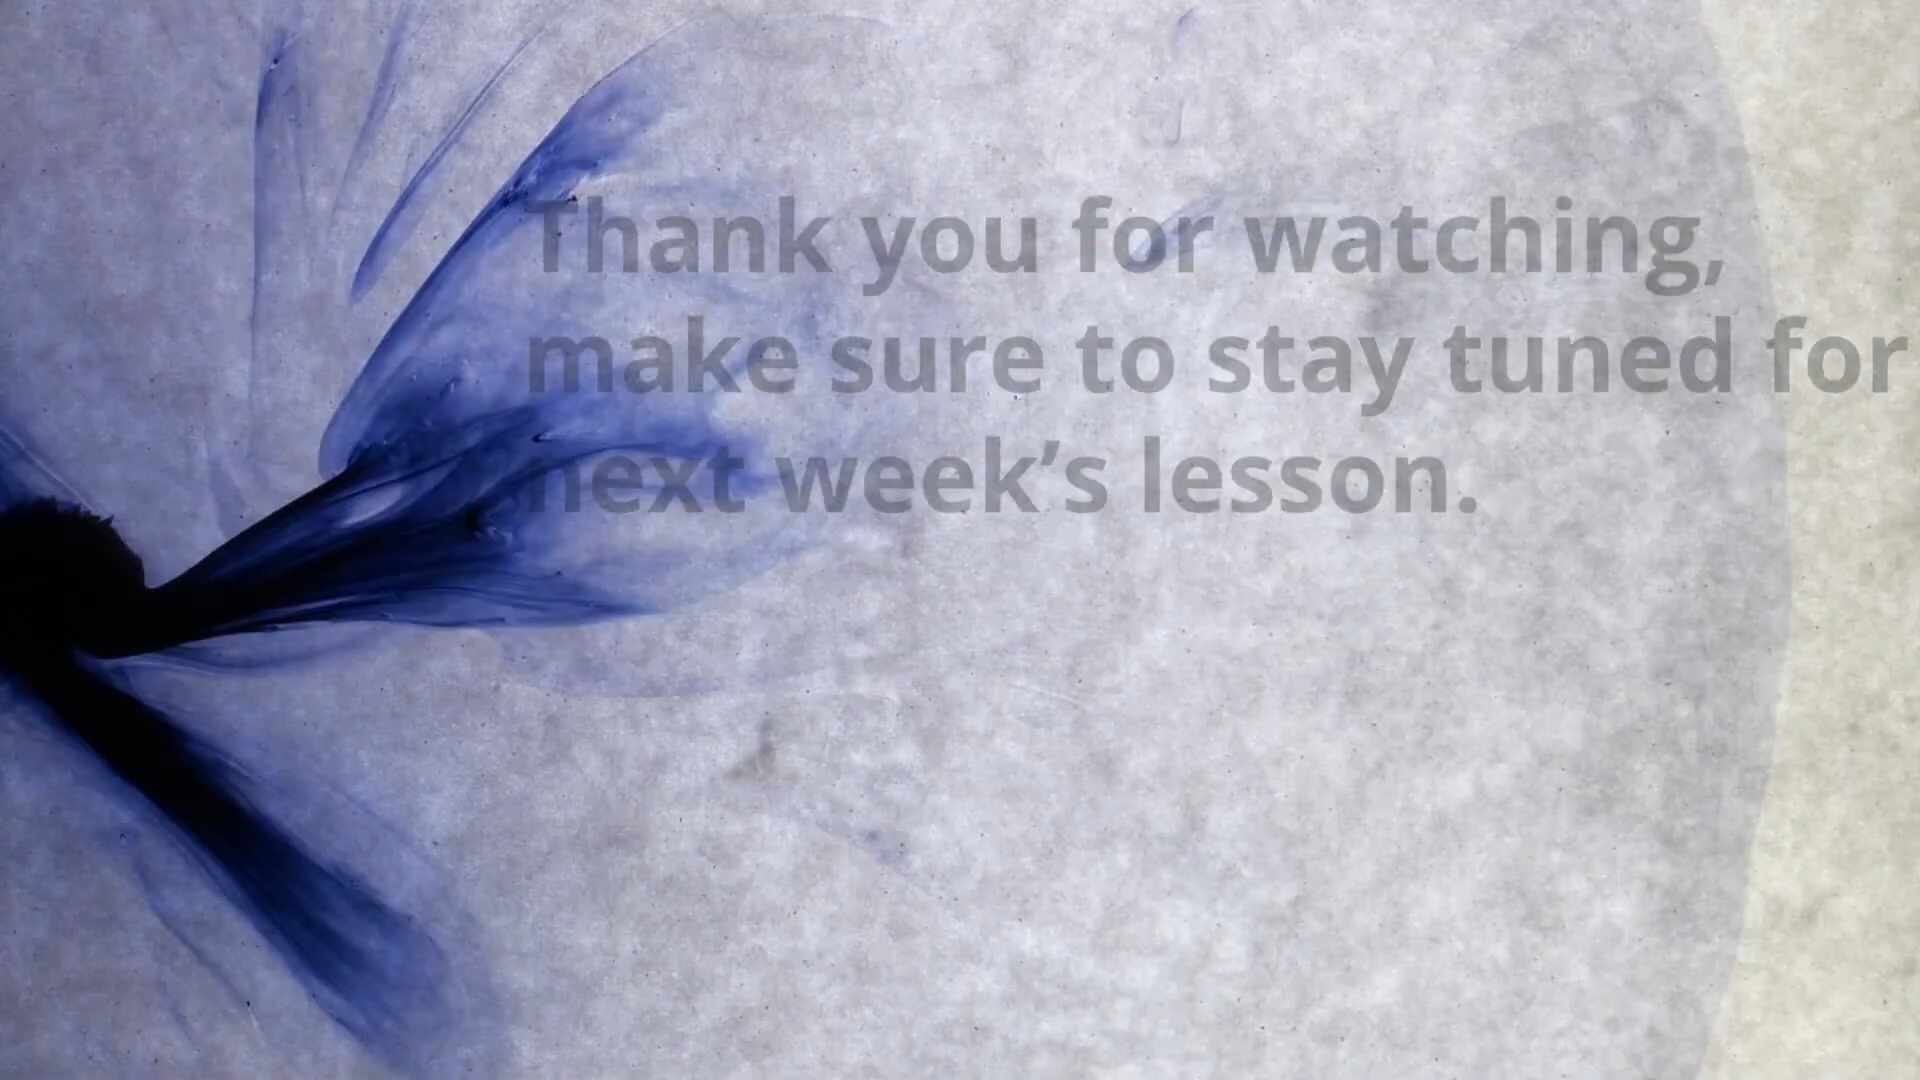 Thank you for watching,
make sure to stay tuned for
next week’s lesson.